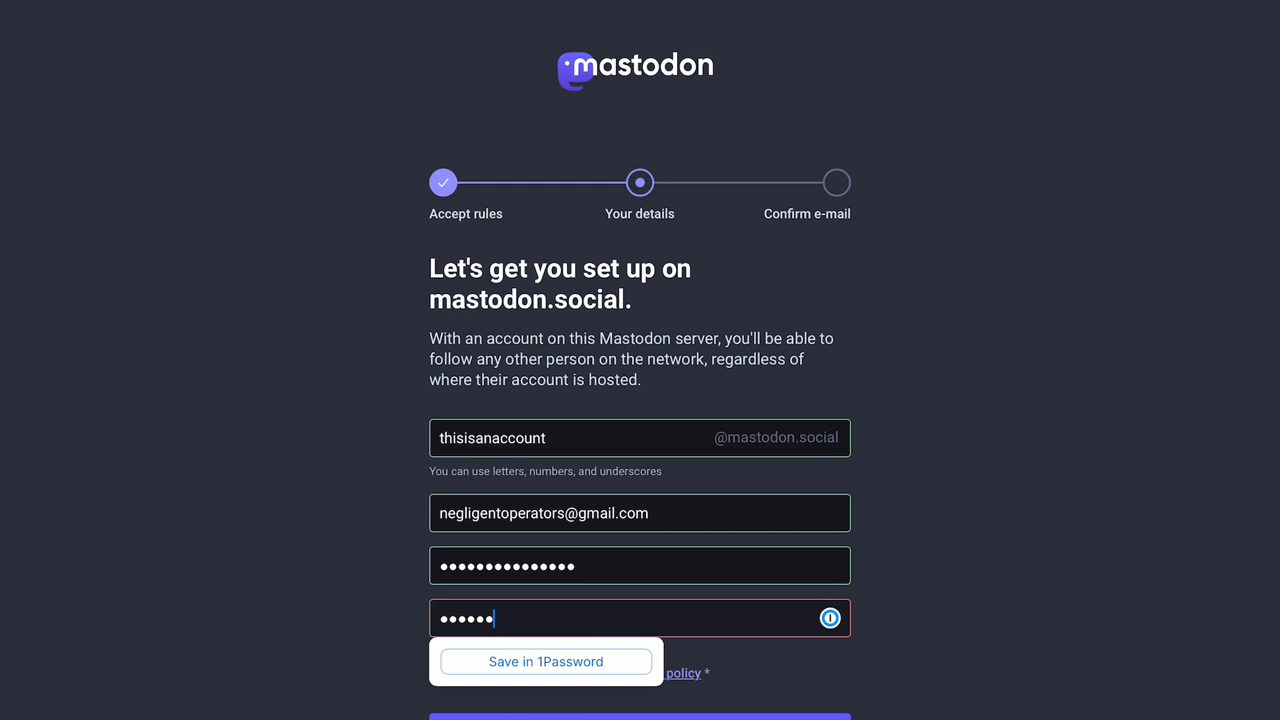 mastodon
Accept rules
Your details
Confirm e-mail
Let's get you set up on
mastodon.social.
With an account on this Mastodon server, you'll be able to
follow any other person on the network, regardless of
where their account is hosted.
thisisanaccount @mastodon.social
You can use letters, numbers, and underscores
negligentoperators@gmail.com
●●●●●●●●●●●●●●●
●●●●●●
Save in 1Password
policy *